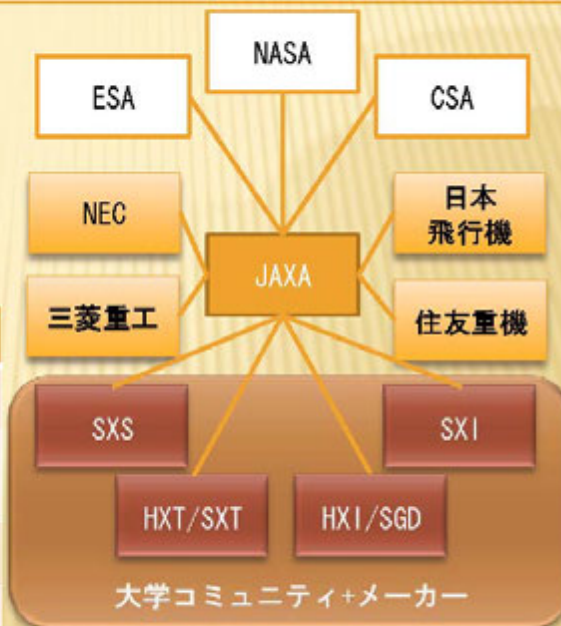 NASA
ESA
CSA
NEC
日本
飛行機
JAXA
三菱重工
住友重機
SXS
SXI
HXT/SXT
HXI/SGD
大学コミュニティ+メーカー